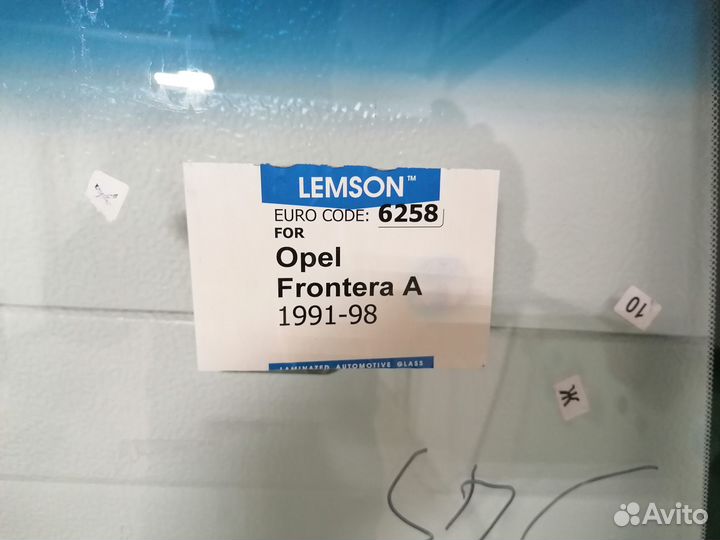 LEMSON™
EURO CODE: 6258
FOR
Opel
Frontera A
1991-98
LAMINATED AUTOMOTIVE GLASS
10
Ж
Avito